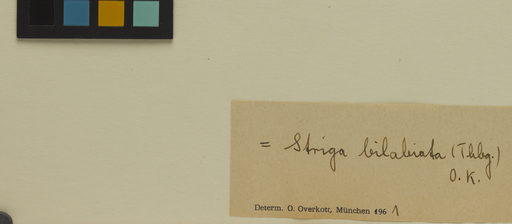 = Striga bilabiata (Thbg.)
O. K.
Determ. O. Overkott, München 1961